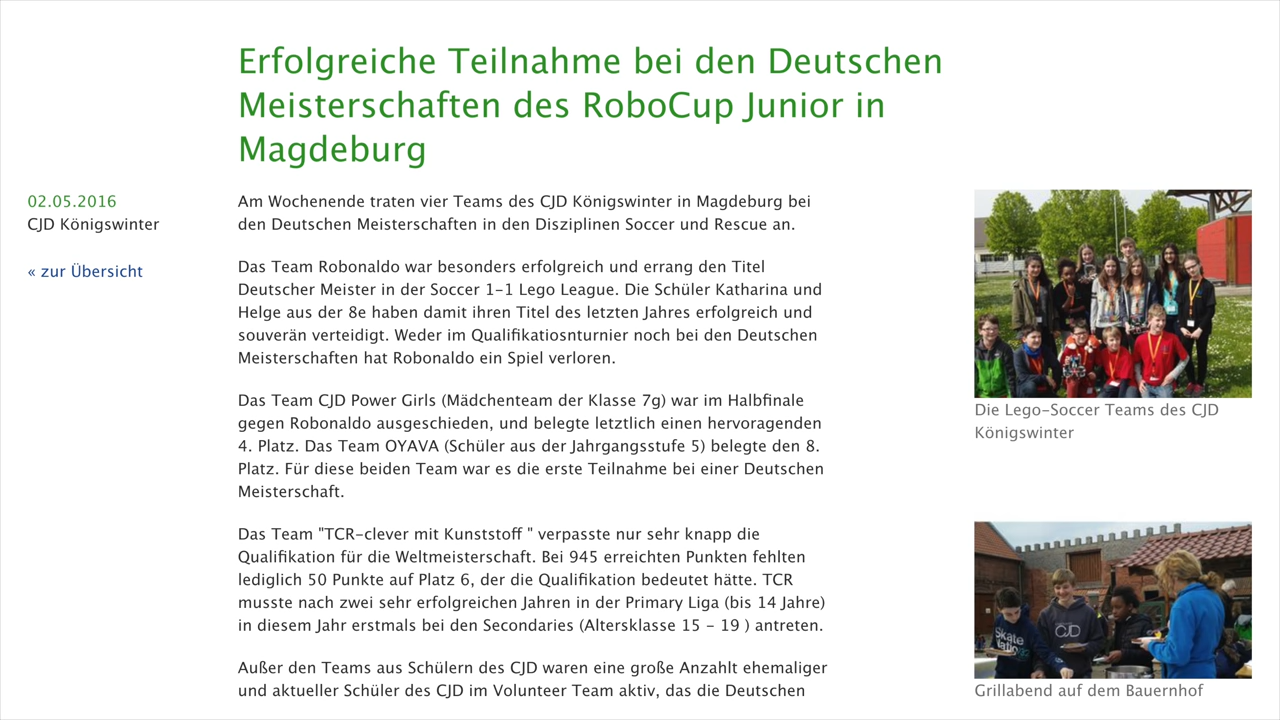 Erfolgreiche Teilnahme bei den Deutschen
Meisterschaften des RoboCup Junior in
Magdeburg
02.05.2016
CJD Königswinter
« zur Übersicht
Am Wochenende traten vier Teams des CJD Königswinter in Magdeburg bei
den Deutschen Meisterschaften in den Disziplinen Soccer und Rescue an.
Das Team Robonaldo war besonders erfolgreich und errang den Titel
Deutscher Meister in der Soccer 1-1 Lego League. Die Schüler Katharina und
Helge aus der 8e haben damit ihren Titel des letzten Jahres erfolgreich und
souverän verteidigt. Weder im Qualifikatiosnturnier noch bei den Deutschen
Meisterschaften hat Robonaldo ein Spiel verloren.
Das Team CJD Power Girls (Mädchenteam der Klasse 7g) war im Halbfinale
gegen Robonaldo ausgeschieden, und belegte letztlich einen hervoragenden
4. Platz. Das Team OYAVA (Schüler aus der Jahrgangsstufe 5) belegte den 8.
Platz. Für diese beiden Team war es die erste Teilnahme bei einer Deutschen
Meisterschaft.
Das Team "TCR-clever mit Kunststoff " verpasste nur sehr knapp die
Qualifikation für die Weltmeisterschaft. Bei 945 erreichten Punkten fehlten
lediglich 50 Punkte auf Platz 6, der die Qualifikation bedeutet hätte. TCR
musste nach zwei sehr erfolgreichen Jahren in der Primary Liga (bis 14 Jahre)
in diesem Jahr erstmals bei den Secondaries (Altersklasse 15 - 19 ) antreten.
Außer den Teams aus Schülern des CJD waren eine große Anzahlt ehemaliger
und aktueller Schüler des CJD im Volunteer Team aktiv, das die Deutschen
Die Lego-Soccer Teams des CJD
Königswinter
Skate
CJD
Grillabend auf dem Bauernhof